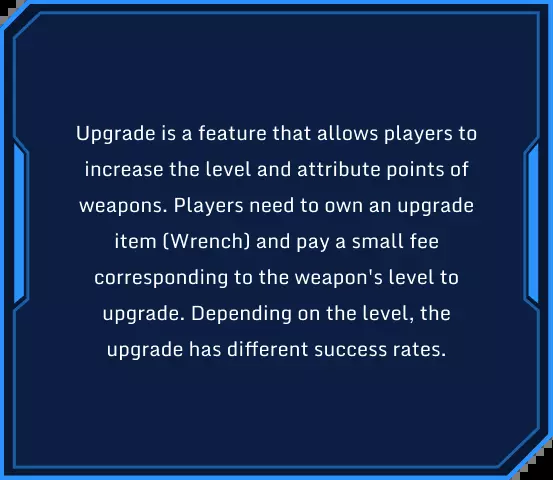 Upgrade is a feature that allows players to
increase the level and attribute points of
weapons. Players need to own an upgrade
item (Wrench) and pay a small fee
corresponding to the weapon's level to
upgrade. Depending on the level, the
upgrade has different success rates.